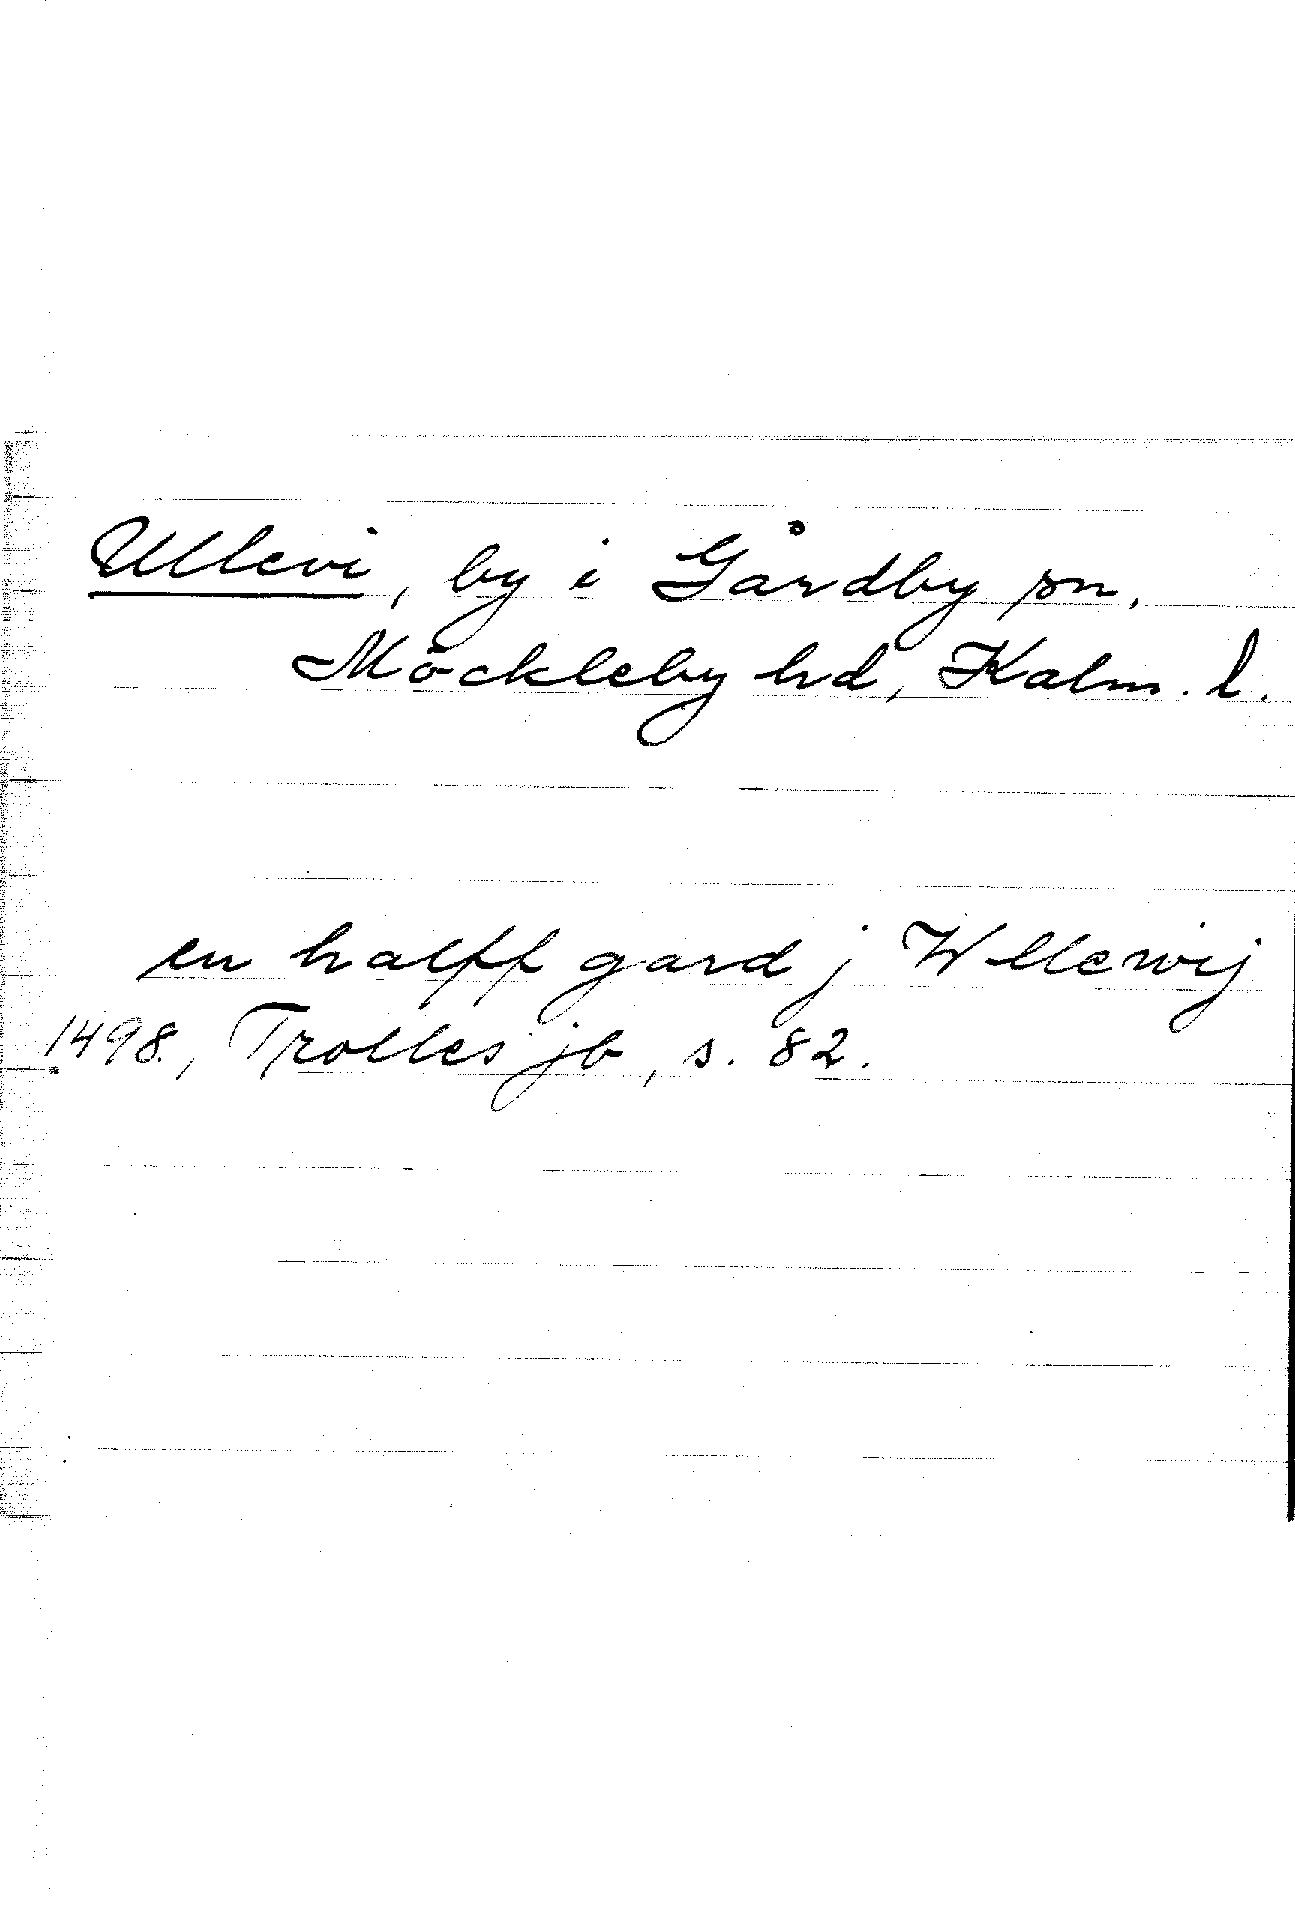 Ullevi, by i Gårdby sn,
Möckleby hd, Kalm. l.
en halff gard j Wllewij
1498., Trolles jb, s. 82.